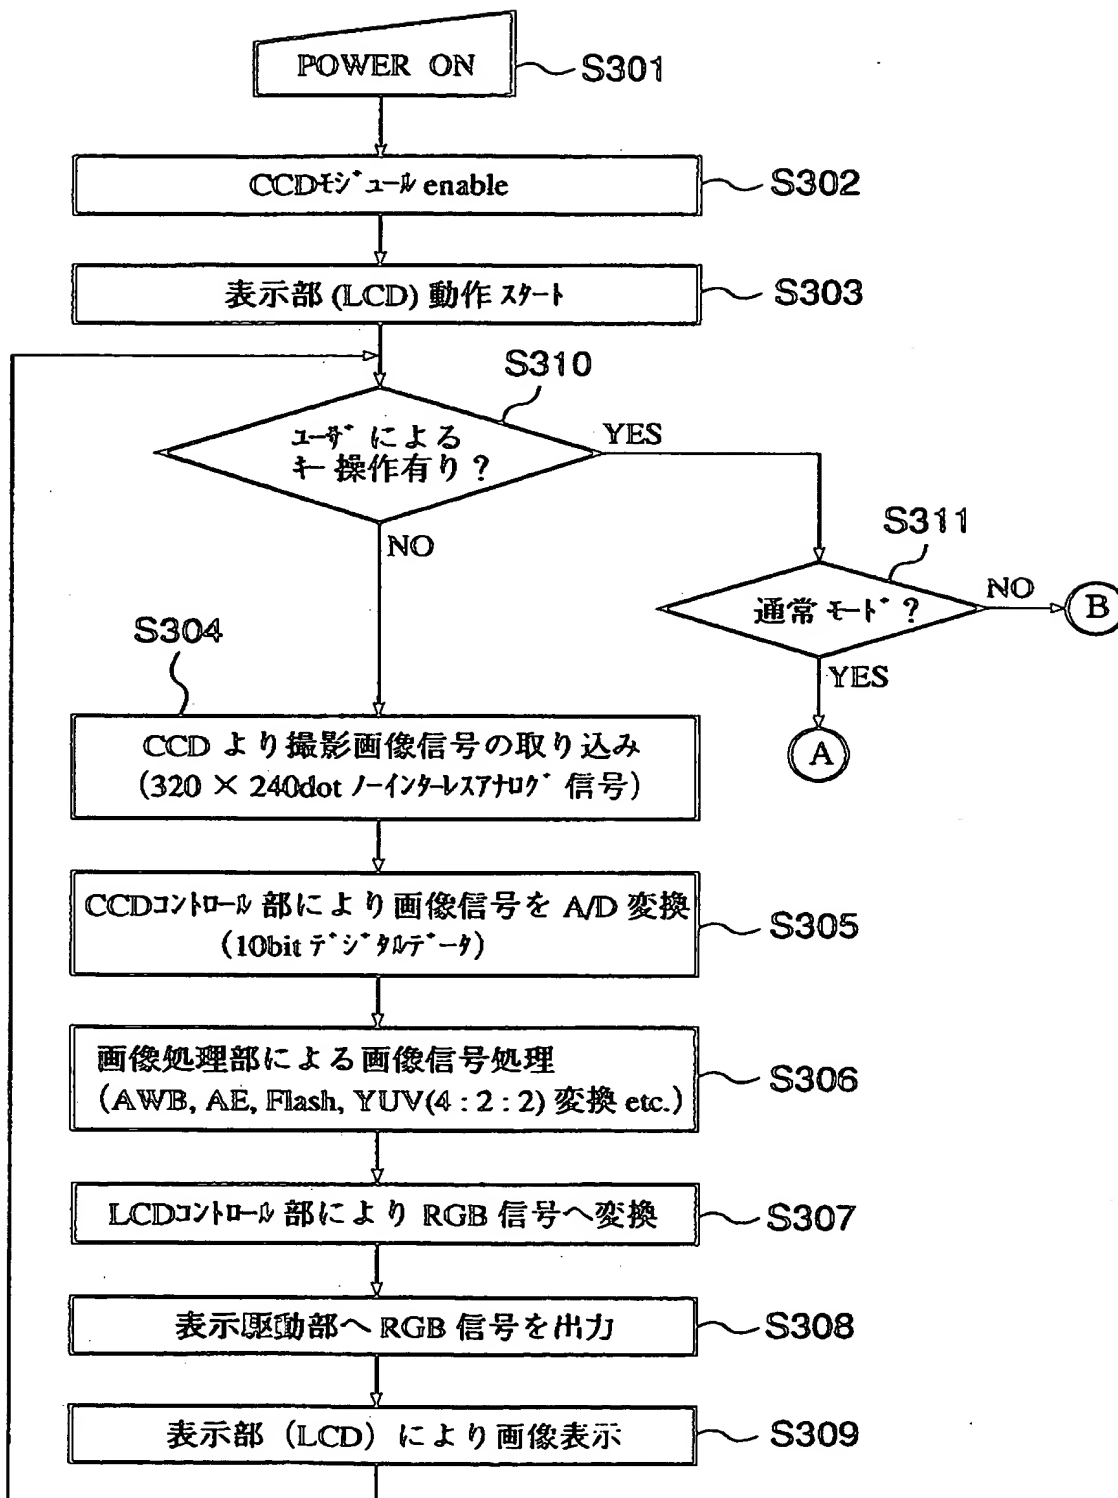 POWER ON
S301
CCDモジュール enable
S302
表示部 (LCD) 動作 スタート
S303
S310
ユーザによる
キー操作有り?
YES
NO
S311
通常モード?
NO
B
YES
A
S304
CCD より撮影画像信号の取り込み
(320 × 240dot ノーインターレスアナログ 信号)
CCDコントロール 部により画像信号を A/D 変換
(10bit デジタルデータ)
S305
画像処理部による画像信号処理
(AWB, AE, Flash, YUV(4 : 2 : 2) 変換 etc.)
S306
LCDコントロール 部により RGB 信号へ変換
S307
表示駆動部へ RGB 信号を出力
S308
表示部 (LCD) により画像表示
S309